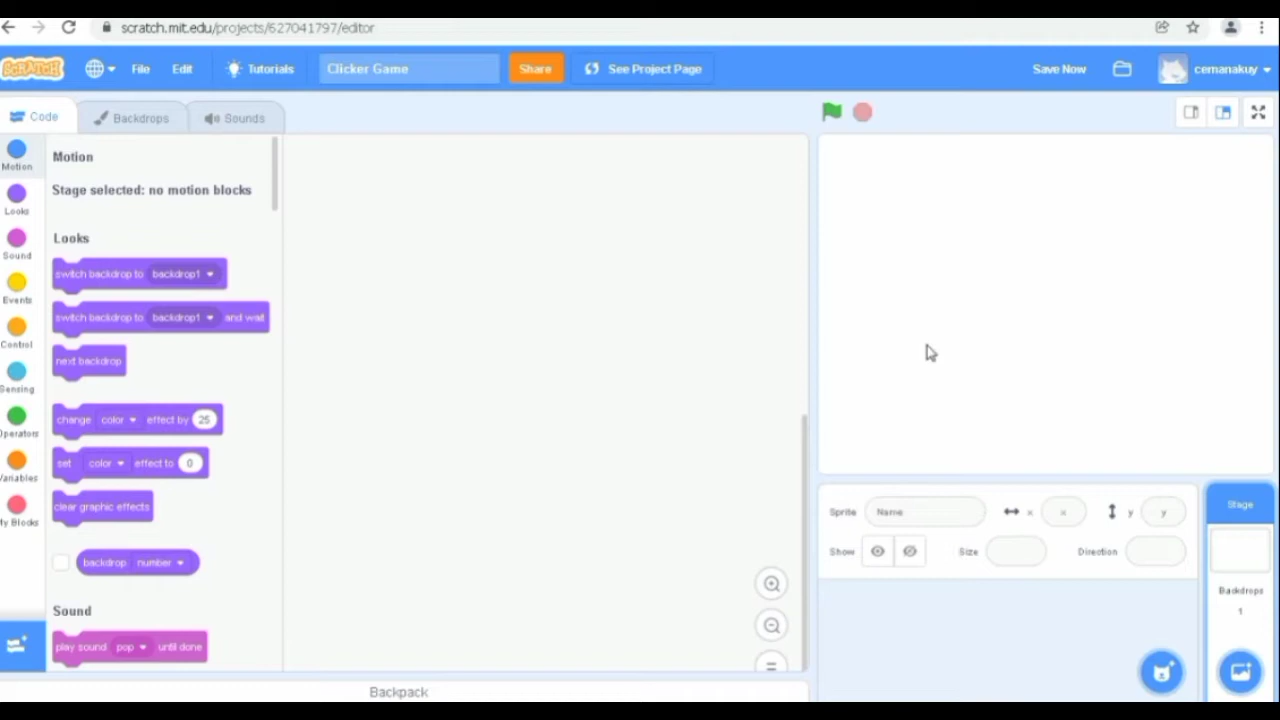 scratch.mit.edu/projects/627041797/editor
SCRATCH File Edit Tutorials Clicker Game Share See Project Page Save Now cemanakuy
Code Backdrops Sounds
Motion
Looks
Sound
Events
Control
Sensing
Operators
Variables
My Blocks
Motion
Stage selected: no motion blocks
Looks
switch backdrop to backdrop1
switch backdrop to backdrop1 and wait
next backdrop
change color effect by 25
set color effect to 0
clear graphic effects
backdrop number
Sound
play sound pop until done
Backpack
Sprite Name x x y y
Show Size Direction
Stage
Backdrops
1